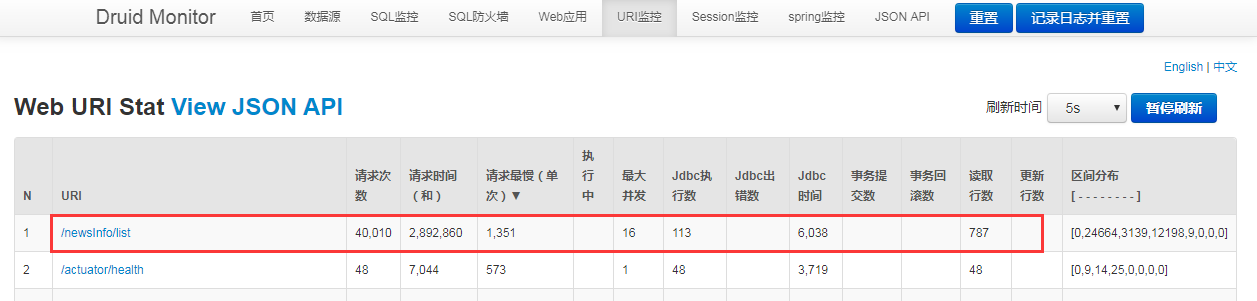 Druid Monitor 首页 数据源 SQL监控 SQL防火墙 Web应用 URI监控 Session监控 spring监控 JSON API 重置 记录日志并重置
English | 中文
Web URI Stat View JSON API 刷新时间 5s 暂停刷新
N URI 请求次数 请求时间（和） 请求最慢（单次）▼ 执行中 最大并发 Jdbc执行数 Jdbc出错数 Jdbc时间 事务提交数 事务回滚数 读取行数 更新行数 区间分布 [ - - - - - - - - ]
1 /newsInfo/list 40,010 2,892,860 1,351 16 113 6,038 787 [0,24664,3139,12198,9,0,0,0]
2 /actuator/health 48 7,044 573 1 48 3,719 48 [0,9,14,25,0,0,0,0]